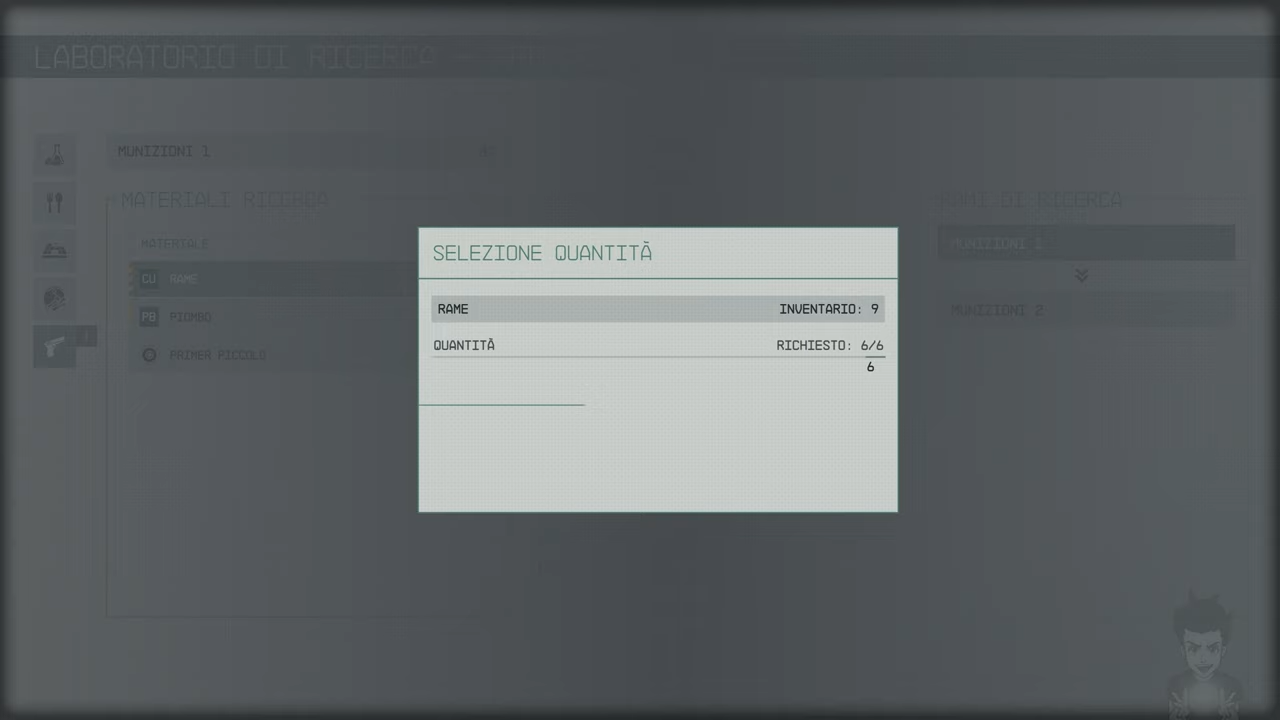 LABORATORIO DI RICERCA
MUNIZIONI 1
MATERIALI RICERCA
RAMI DI RICERCA
MATERIALE
MUNIZIONI 1
CU RAME
PB PIOMBO
MUNIZIONI 2
PRIMER PICCOLO
SELEZIONE QUANTITÀ
RAME INVENTARIO: 9
QUANTITÀ RICHIESTO: 6/6
6